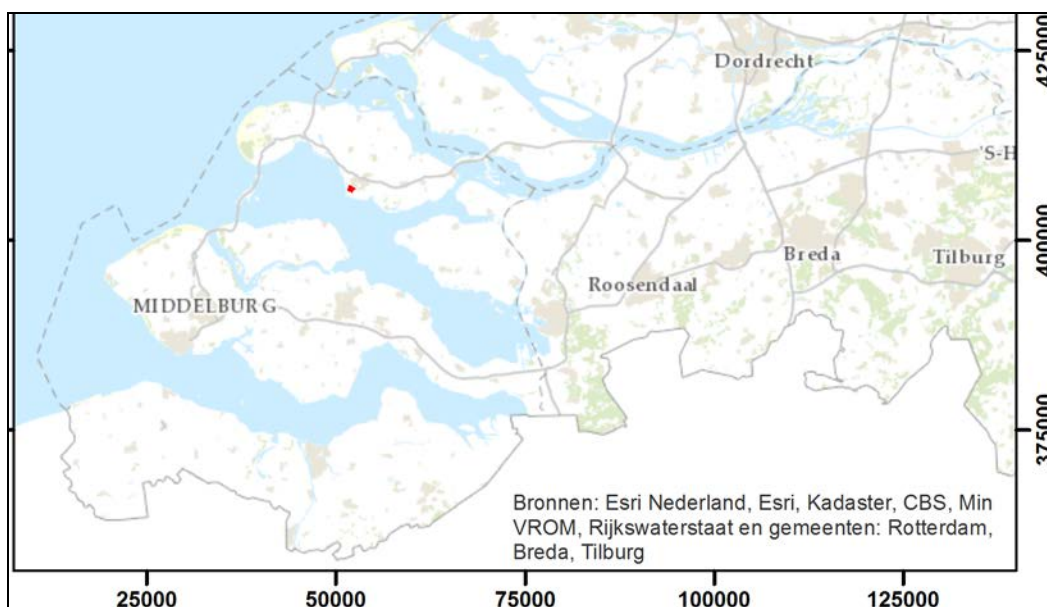 425000
Dordrecht
'S-H
400000
Breda
Tilburg
Roosendaal
MIDDELBURG
375000
Bronnen: Esri Nederland, Esri, Kadaster, CBS, Min
VROM, Rijkswaterstaat en gemeenten: Rotterdam,
Breda, Tilburg
25000 50000 75000 100000 125000